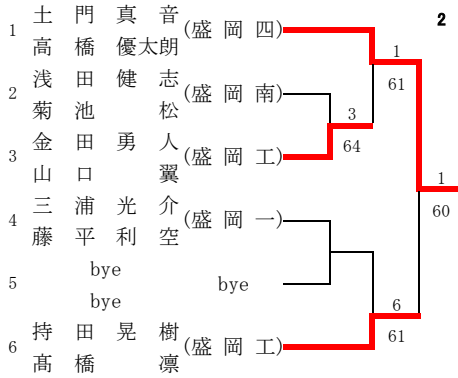 2
1 土門真音 (盛岡四)
高橋優太朗
1
61
2 浅田健志 (盛岡南)
菊池松
3
64
3 金田勇人 (盛岡工)
山口翼
1
60
4 三浦光介 (盛岡一)
藤平利空
5 bye bye
bye
6
61
6 持田晃樹 (盛岡工)
髙橋凛